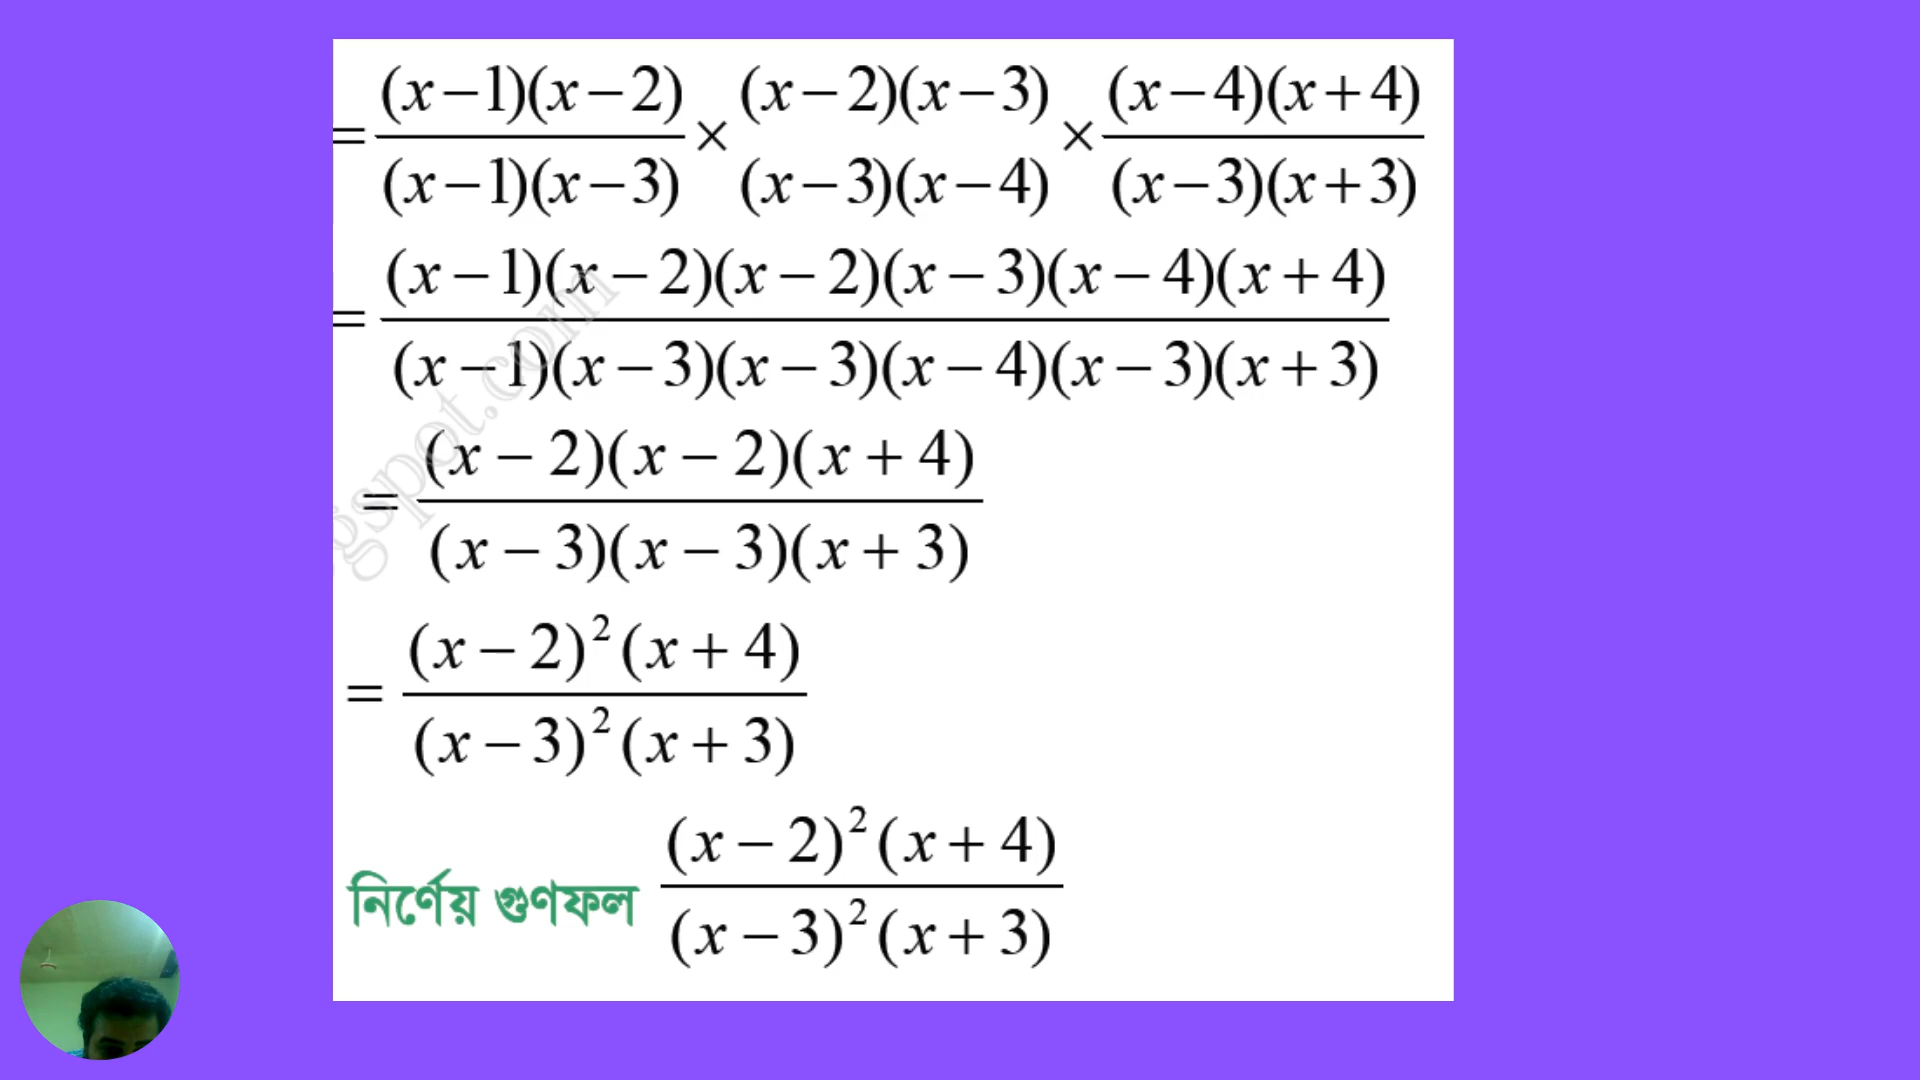 = (x−1)(x−2)/(x−1)(x−3) × (x−2)(x−3)/(x−3)(x−4) × (x−4)(x+4)/(x−3)(x+3)
= (x−1)(x−2)(x−2)(x−3)(x−4)(x+4)/(x−1)(x−3)(x−3)(x−4)(x−3)(x+3)
= (x−2)(x−2)(x+4)/(x−3)(x−3)(x+3)
= (x−2)²(x+4)/(x−3)²(x+3)
নির্ণেয় গুণফল (x−2)²(x+4)/(x−3)²(x+3)
gspot.com